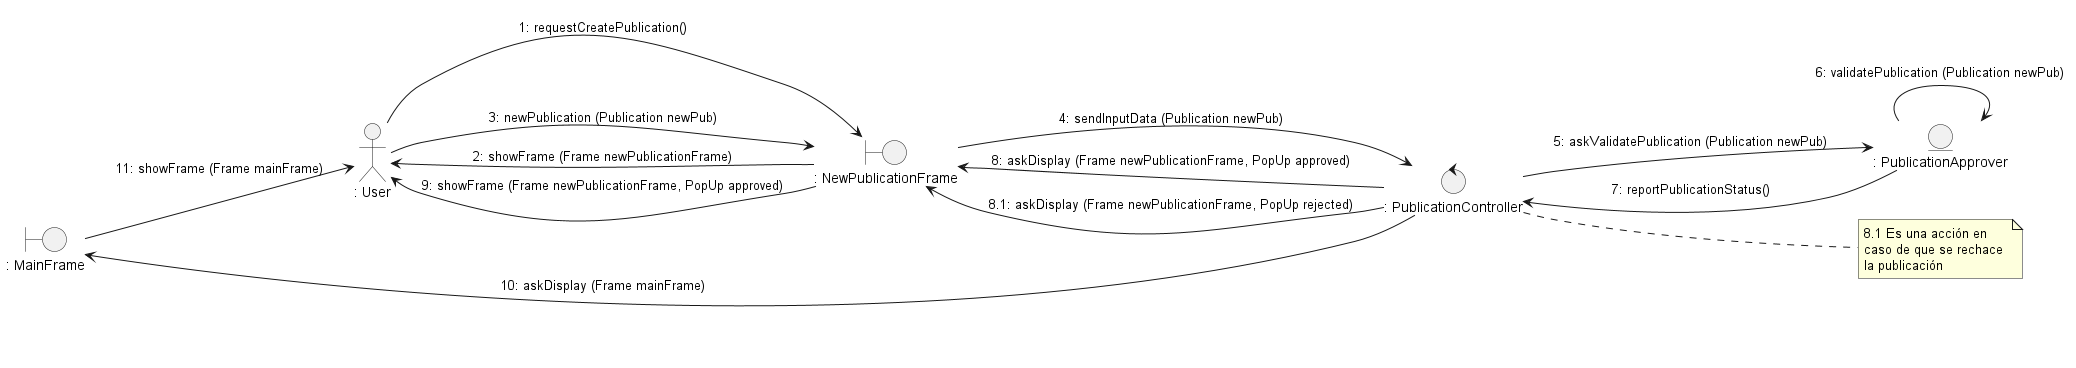 1: requestCreatePublication()
6: validatePublication (Publication newPub)
3: newPublication (Publication newPub)
4: sendInputData (Publication newPub)
5: askValidatePublication (Publication newPub)
2: showFrame (Frame newPublicationFrame)
8: askDisplay (Frame newPublicationFrame, PopUp approved)
: PublicationApprover
11: showFrame (Frame mainFrame)
: User
: NewPublicationFrame
9: showFrame (Frame newPublicationFrame, PopUp approved)
7: reportPublicationStatus()
8.1: askDisplay (Frame newPublicationFrame, PopUp rejected)
: PublicationController
8.1 Es una acción en
caso de que se rechace
la publicación
: MainFrame
10: askDisplay (Frame mainFrame)